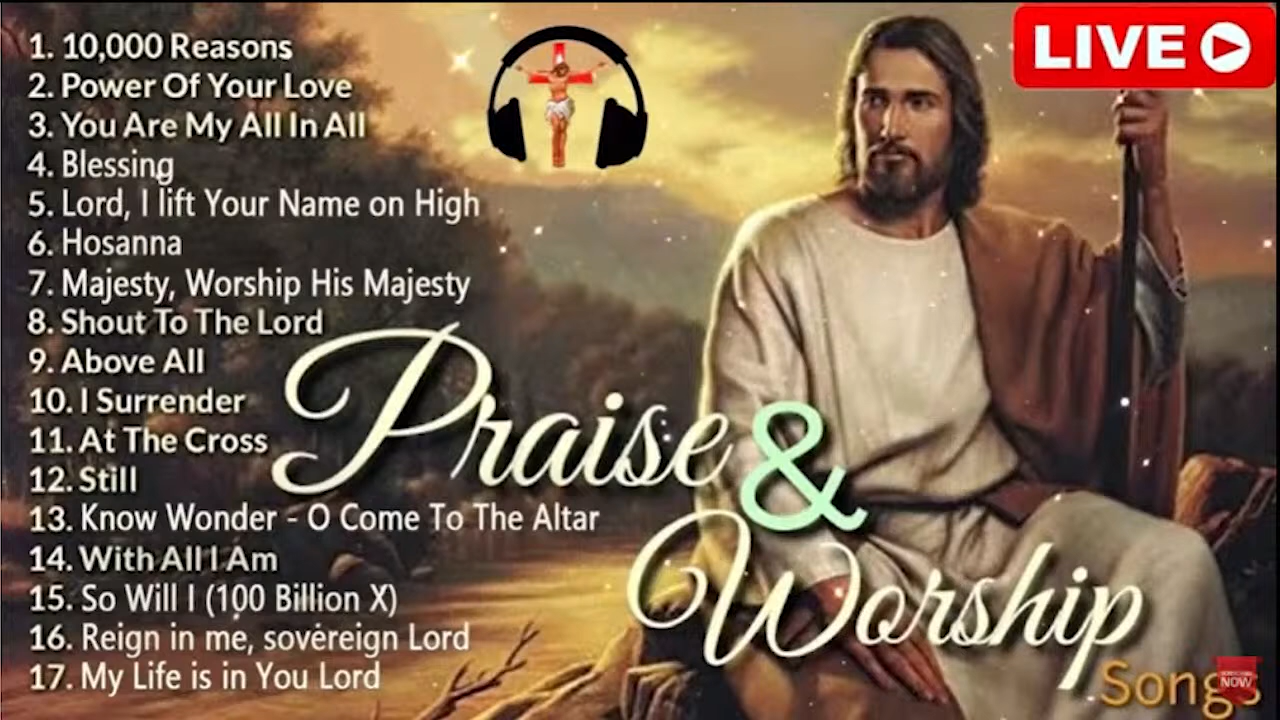 1. 10,000 Reasons
2. Power Of Your Love
3. You Are My All In All
4. Blessing
5. Lord, I lift Your Name on High
6. Hosanna
7. Majesty, Worship His Majesty
8. Shout To The Lord
9. Above All
10. I Surrender
11. At The Cross
12. Still
13. Know Wonder - O Come To The Altar
14. With All I Am
15. So Will I (100 Billion X)
16. Reign in me, sovereign Lord
17. My Life is in You Lord
LIVE
Praise
&
Worship
Songs
NOW